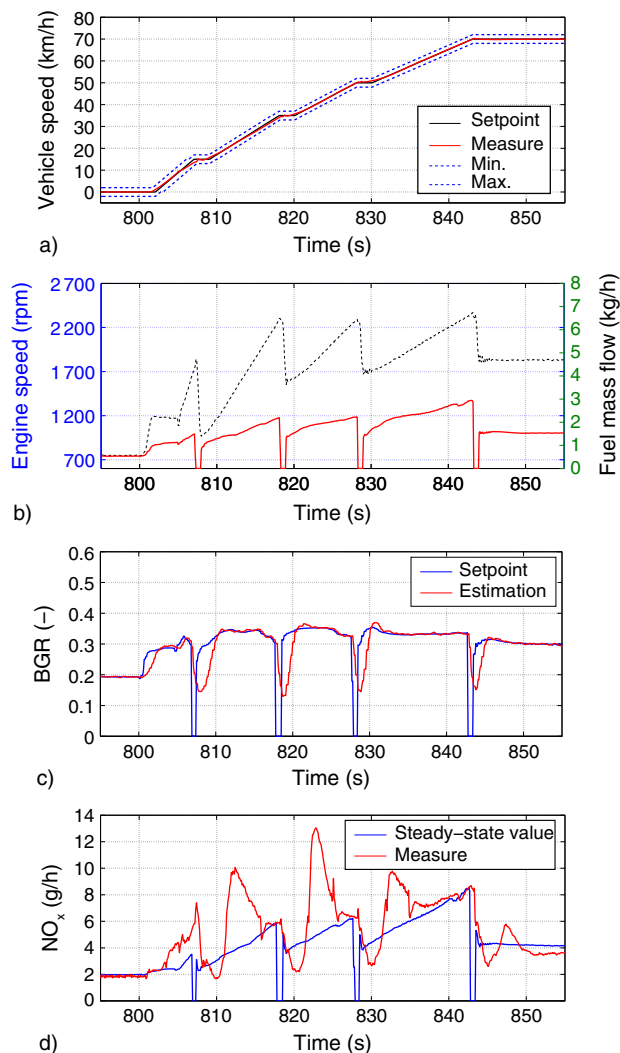 80
70
60
50
40
30
20
10
0
Vehicle speed (km/h)
Setpoint
Measure
Min.
Max.
800 810 820 830 840 850
a) Time (s)
2 700
2 200
1 700
1 200
700
Engine speed (rpm)
8
7
6
5
4
3
2
1
0
Fuel mass flow (kg/h)
800 810 820 830 840 850
b) Time (s)
0.6
0.4
0.3
0.2
0.1
0
BGR (–)
Setpoint
Estimation
800 810 820 830 840 850
c) Time (s)
14
12
10
8
6
4
2
0
NOx (g/h)
Steady–state value
Measure
800 810 820 830 840 850
d) Time (s)